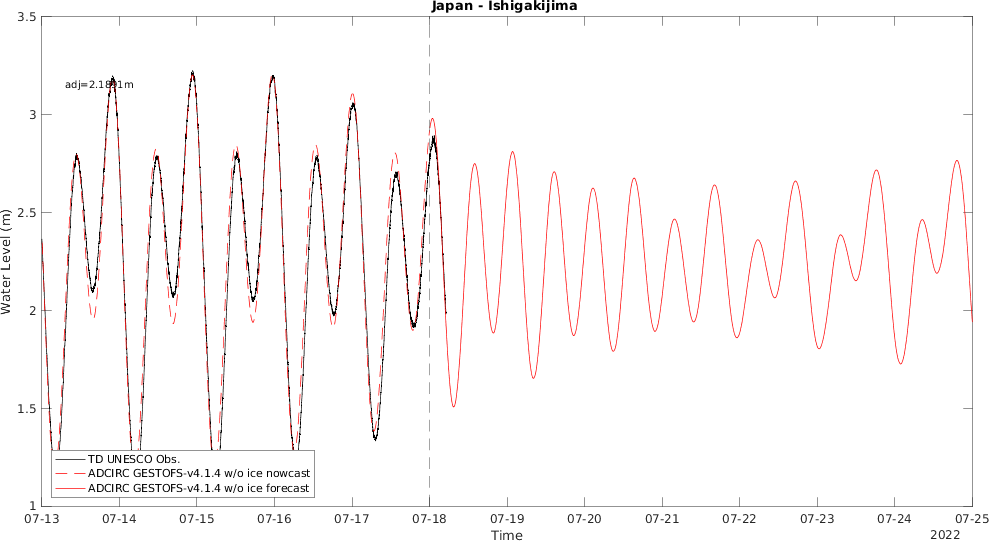 Japan - Ishigakijima
3.5
3
2.5
2
1.5
1
Water Level (m)
TD UNESCO Obs.
ADCIRC GESTOFS-v4.1.4 w/o ice nowcast
ADCIRC GESTOFS-v4.1.4 w/o ice forecast
07-13 07-14 07-15 07-16 07-17 07-18 07-19 07-20 07-21 07-22 07-23 07-24 07-25
Time
2022